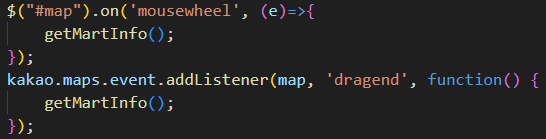 $("#map").on('mousewheel', (e)=>{
    getMartInfo();
});
kakao.maps.event.addListener(map, 'dragend', function() {
    getMartInfo();
});